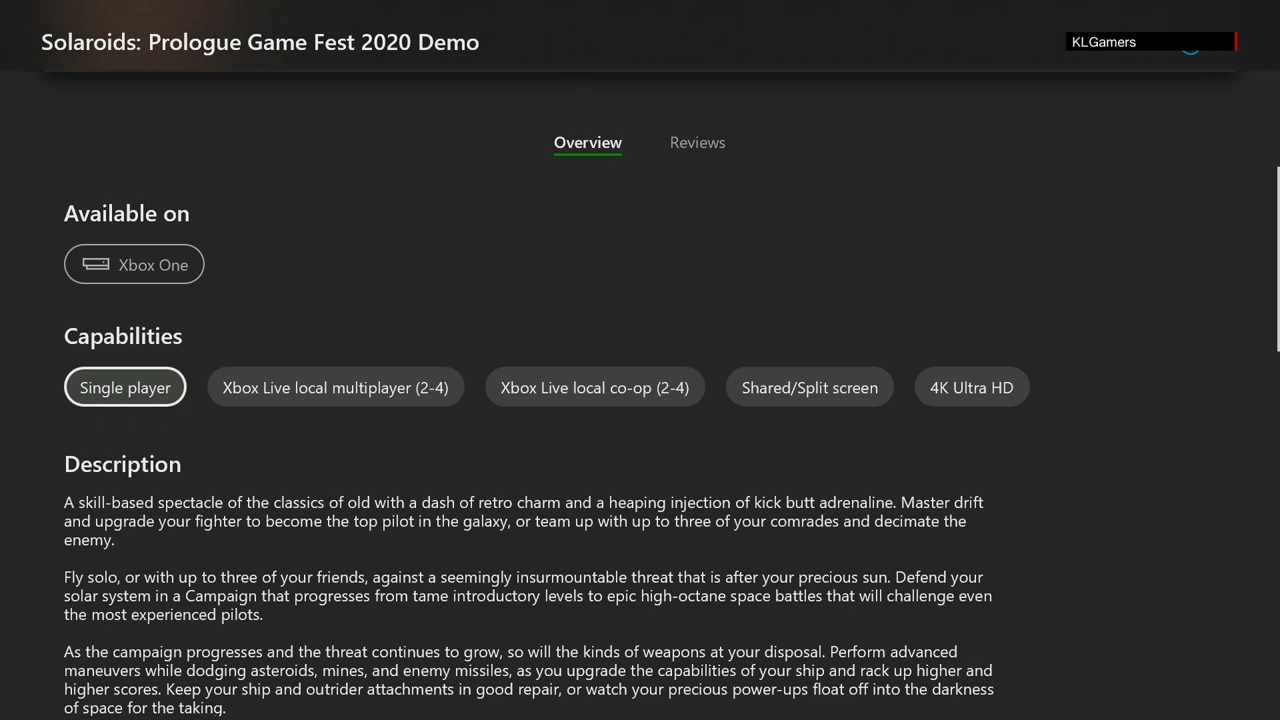 Solaroids: Prologue Game Fest 2020 Demo
KLGamers
Overview
Reviews
Available on
Xbox One
Capabilities
Single player
Xbox Live local multiplayer (2-4)
Xbox Live local co-op (2-4)
Shared/Split screen
4K Ultra HD
Description
A skill-based spectacle of the classics of old with a dash of retro charm and a heaping injection of kick butt adrenaline. Master drift
and upgrade your fighter to become the top pilot in the galaxy, or team up with up to three of your comrades and decimate the
enemy.
Fly solo, or with up to three of your friends, against a seemingly insurmountable threat that is after your precious sun. Defend your
solar system in a Campaign that progresses from tame introductory levels to epic high-octane space battles that will challenge even
the most experienced pilots.
As the campaign progresses and the threat continues to grow, so will the kinds of weapons at your disposal. Perform advanced
maneuvers while dodging asteroids, mines, and enemy missiles, as you upgrade the capabilities of your ship and rack up higher and
higher scores. Keep your ship and outrider attachments in good repair, or watch your precious power-ups float off into the darkness
of space for the taking.